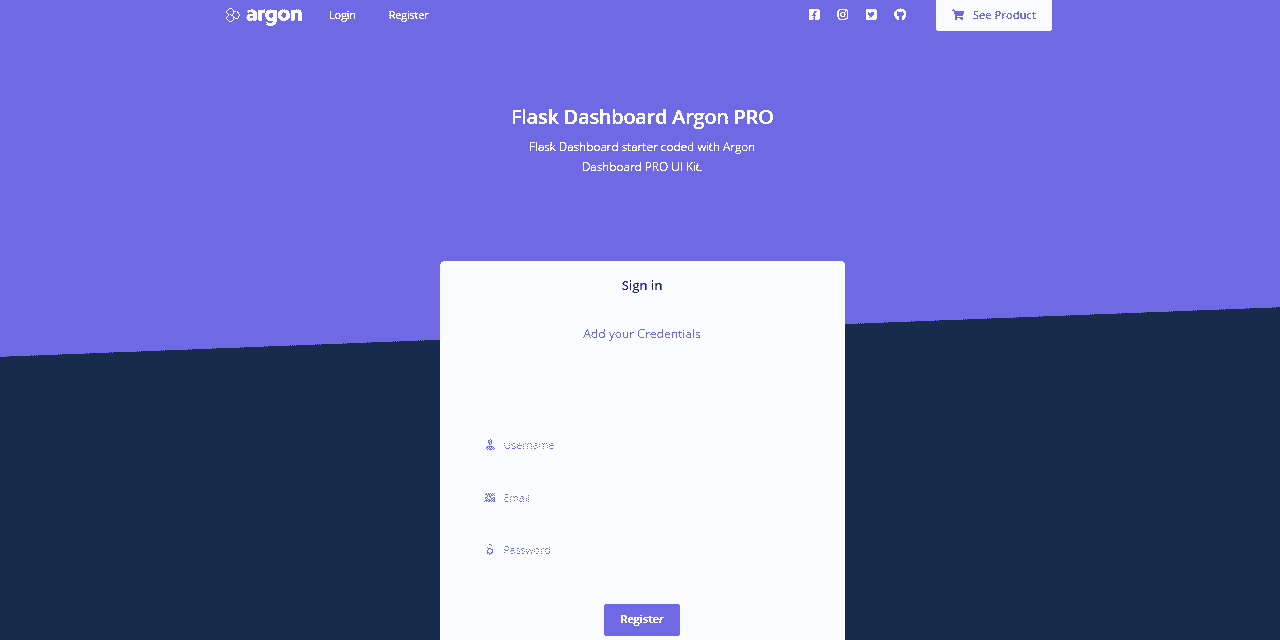 argon Login Register See Product
Flask Dashboard Argon PRO
Flask Dashboard starter coded with Argon
Dashboard PRO UI Kit.
Sign in
Add your Credentials
Username
Email
Password
Register